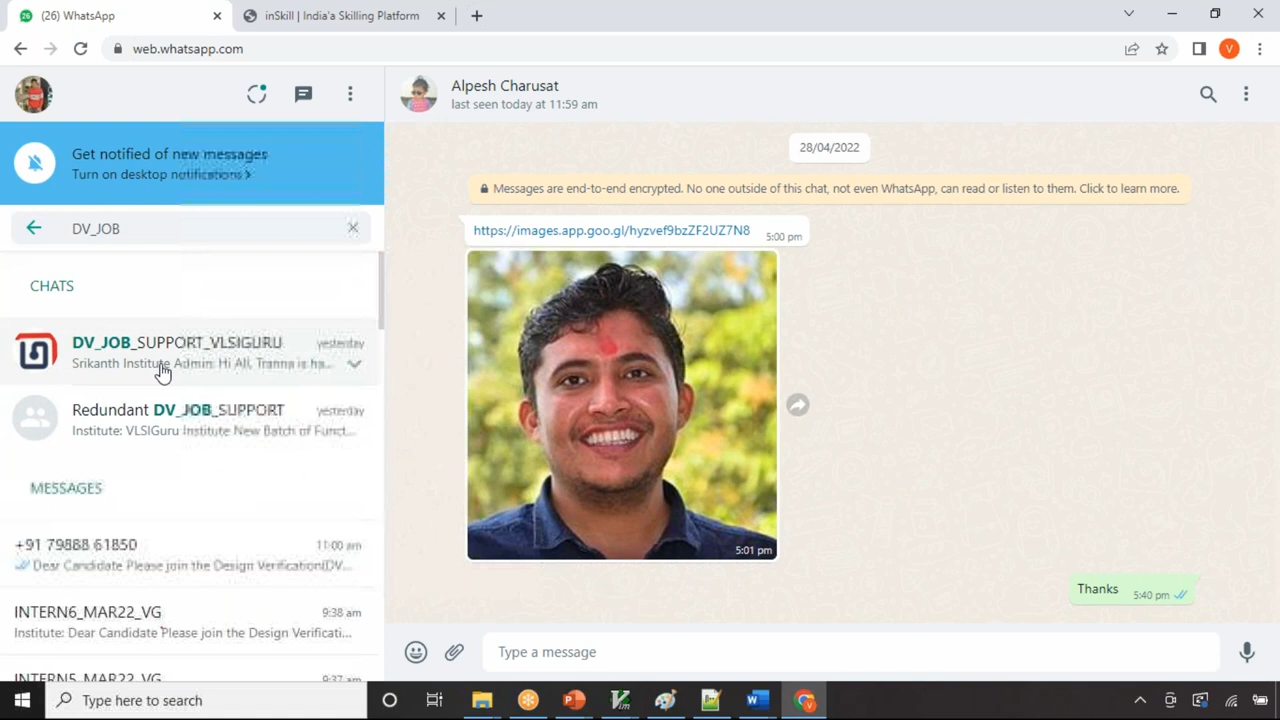 (26) WhatsApp
inSkill | India'a Skilling Platform
web.whatsapp.com
V
Get notified of new messages
Turn on desktop notifications >
DV_JOB
CHATS
DV_JOB_SUPPORT_VLSIGURU
yesterday
Srikanth Institute Admin: Hi All, Tranna is ha...
Redundant DV_JOB_SUPPORT
yesterday
Institute: VLSIGuru Institute New Batch of Funct...
MESSAGES
+91 79888 61850
11:00 am
Dear Candidate Please join the Design Verification(DV...
INTERN6_MAR22_VG
9:38 am
Institute: Dear Candidate Please join the Design Verificati...
INTERN5_MAR22_VG
9:37 am
Alpesh Charusat
last seen today at 11:59 am
28/04/2022
Messages are end-to-end encrypted. No one outside of this chat, not even WhatsApp, can read or listen to them. Click to learn more.
https://images.app.goo.gl/hyzvef9bzZF2UZ7N8
5:00 pm
5:01 pm
Thanks
5:40 pm
Type a message
Type here to search